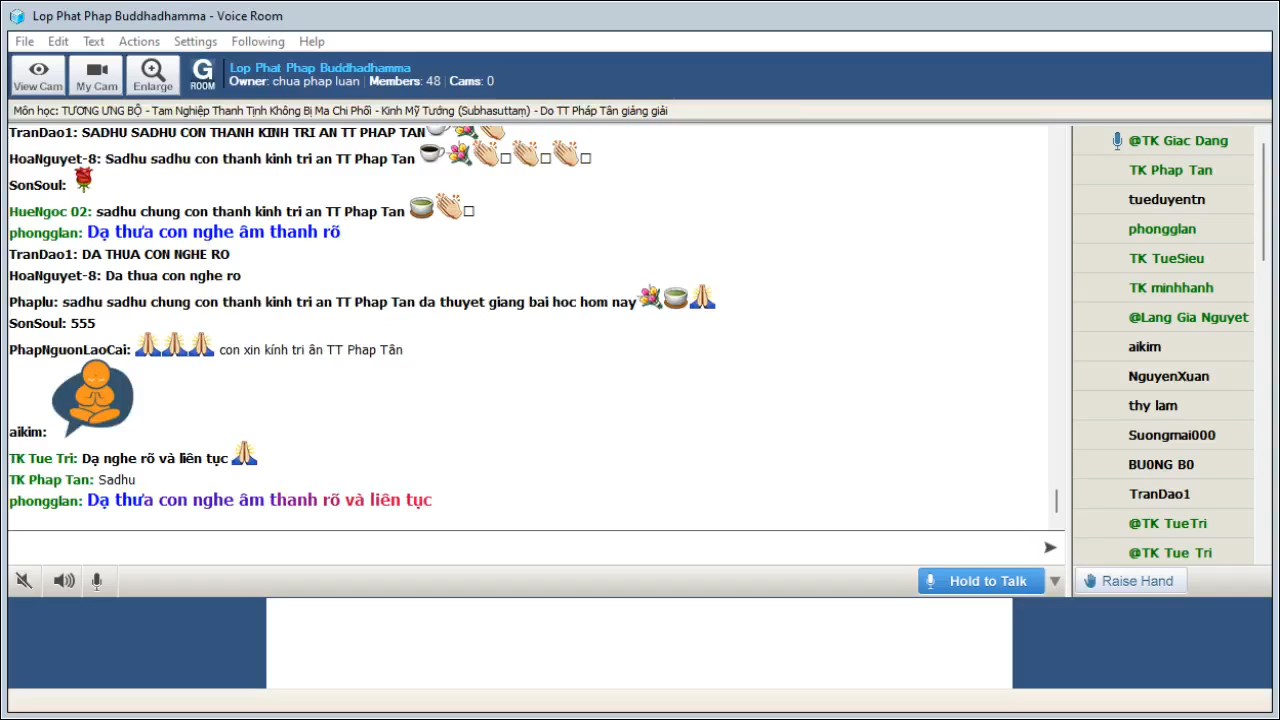 Lop Phat Phap Buddhadhamma - Voice Room
File Edit Text Actions Settings Following Help
View Cam My Cam Enlarge G ROOM
Lop Phat Phap Buddhadhamma
Owner: chua phap luan | Members: 48 | Cams: 0
Môn học: TƯƠNG ƯNG BỘ - Tam Nghiệp Thanh Tịnh Không Bị Ma Chi Phối - Kinh Mỹ Tướng (Subhasuttaṃ) - Do TT Pháp Tân giảng giải
TranDao1: SADHU SADHU CON THANH KINH TRI AN TT PHAP TAN
HoaNguyet-8: Sadhu sadhu con thanh kinh tri an TT Phap Tan
SonSoul:
HueNgoc 02: sadhu chung con thanh kinh tri an TT Phap Tan
phongglan: Dạ thưa con nghe âm thanh rõ
TranDao1: DA THUA CON NGHE RO
HoaNguyet-8: Da thua con nghe ro
Phaplu: sadhu sadhu chung con thanh kinh tri an TT Phap Tan da thuyet giang bai hoc hom nay
SonSoul: 555
PhapNguonLaoCai: con xin kính tri ân TT Phap Tân
aikim:
TK Tue Tri: Dạ nghe rõ và liên tục
TK Phap Tan: Sadhu
phongglan: Dạ thưa con nghe âm thanh rõ và liên tục
@TK Giac Dang
TK Phap Tan
tueduyentn
phongglan
TK TueSieu
TK minhhanh
@Lang Gia Nguyet
aikim
NguyenXuan
thy lam
Suongmai000
BU0NG B0
TranDao1
@TK TueTri
@TK Tue Tri
Hold to Talk
Raise Hand